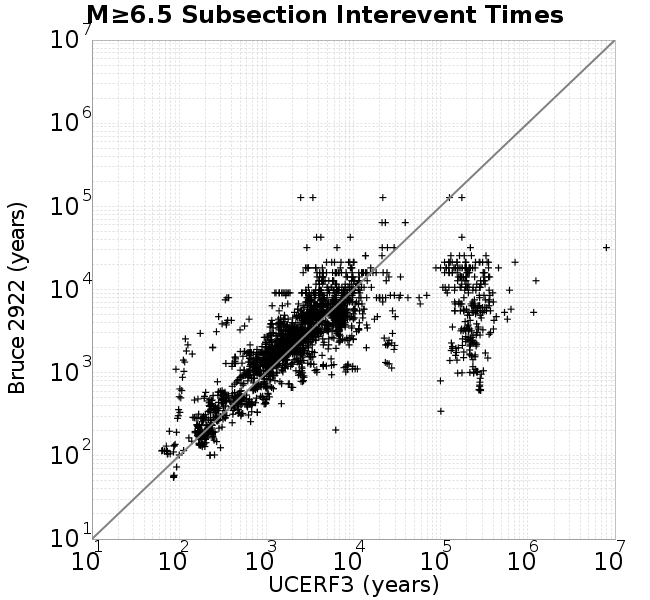 M≥6.5 Subsection Interevent Times
10^7
10^6
10^5
10^4
10^3
10^2
10^1
Bruce 2922 (years)
10^1 10^2 10^3 10^4 10^5 10^6 10^7
UCERF3 (years)